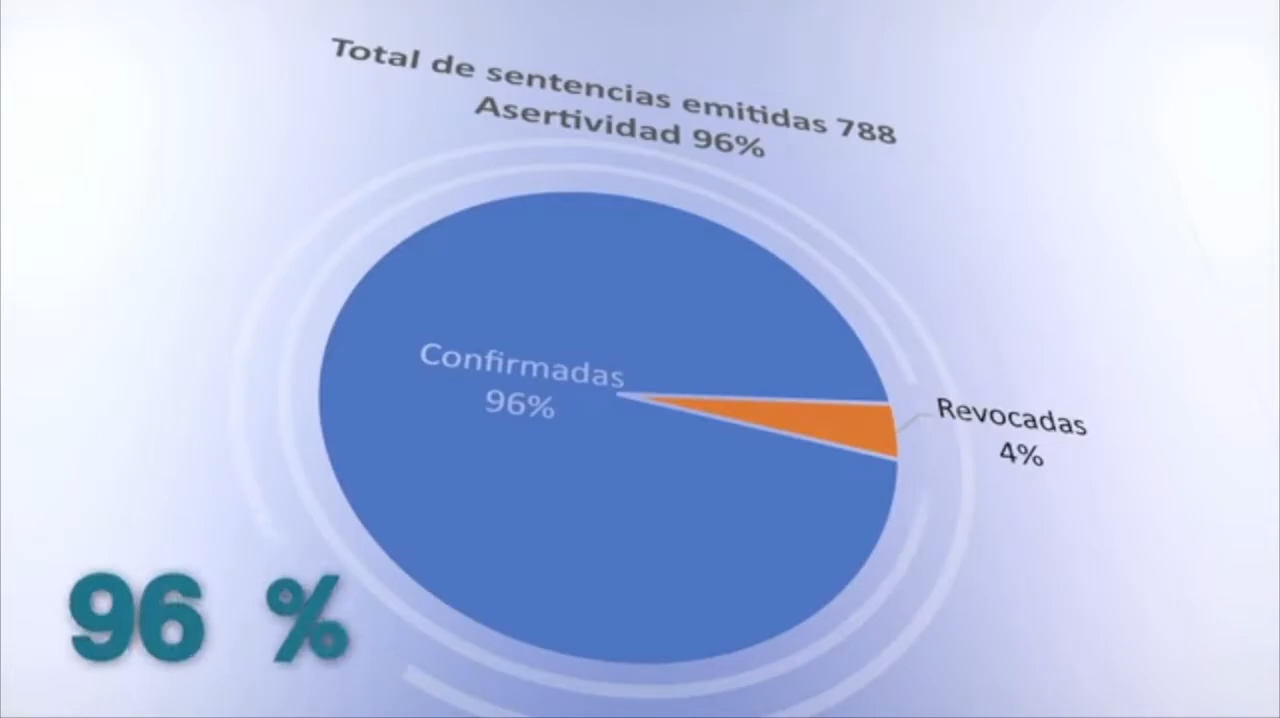 Total de sentencias emitidas 788
Asertividad 96%
Confirmadas
96%
Revocadas
4%
96 %